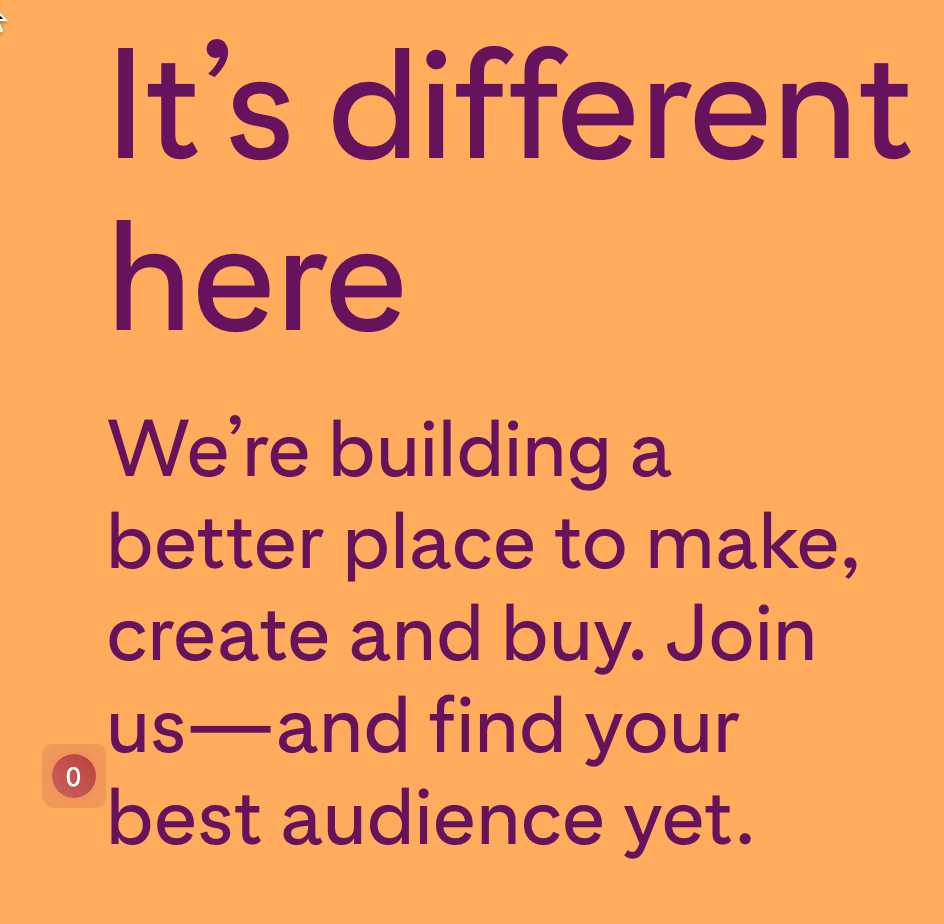 It’s different
here
We’re building a
better place to make,
create and buy. Join
us—and find your
best audience yet.
0